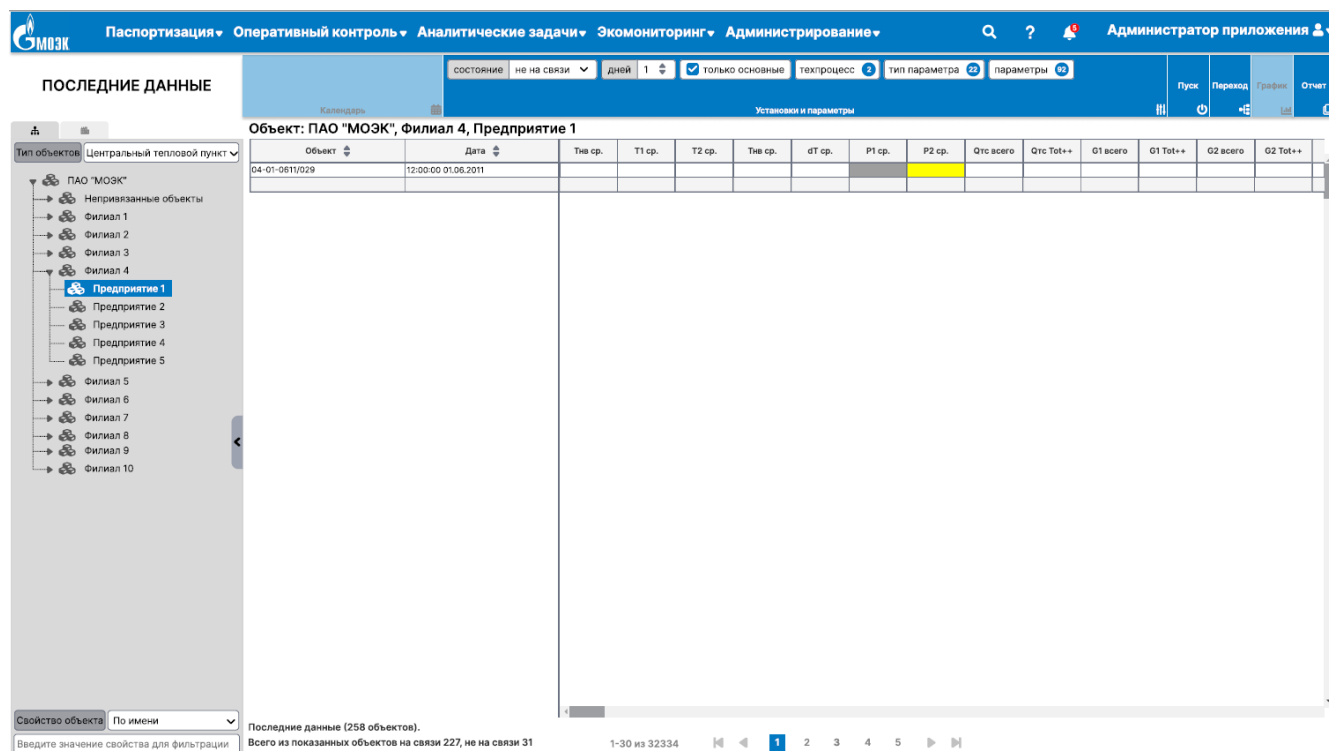 МОЭК
Паспортизация Оперативный контроль Аналитические задачи Экомониторинг Администрирование ? 5 Администратор приложения
ПОСЛЕДНИЕ ДАННЫЕ
состояние не на связи дней 1 только основные техпроцесс 2 тип параметра 22 параметры 92
Пуск Переход График Отчет
Календарь Установки и параметры
Объект: ПАО "МОЭК", Филиал 4, Предприятие 1
Тип объектов Центральный тепловой пункт
Объект Дата Тнв ср. Т1 ср. Т2 ср. Тнв ср. dT ср. Р1 ср. Р2 ср. Qтс всего Qтс Tot++ G1 всего G1 Tot++ G2 всего G2 Tot++
04-01-0611/029 12:00:00 01.06.2011
ПАО "МОЭК"
Непривязанные объекты
Филиал 1
Филиал 2
Филиал 3
Филиал 4
Предприятие 1
Предприятие 2
Предприятие 3
Предприятие 4
Предприятие 5
Филиал 5
Филиал 6
Филиал 7
Филиал 8
Филиал 9
Филиал 10
Свойство объекта По имени
Введите значение свойства для фильтрации
Последние данные (258 объектов).
Всего из показанных объектов на связи 227, не на связи 31
1-30 из 32334 1 2 3 4 5